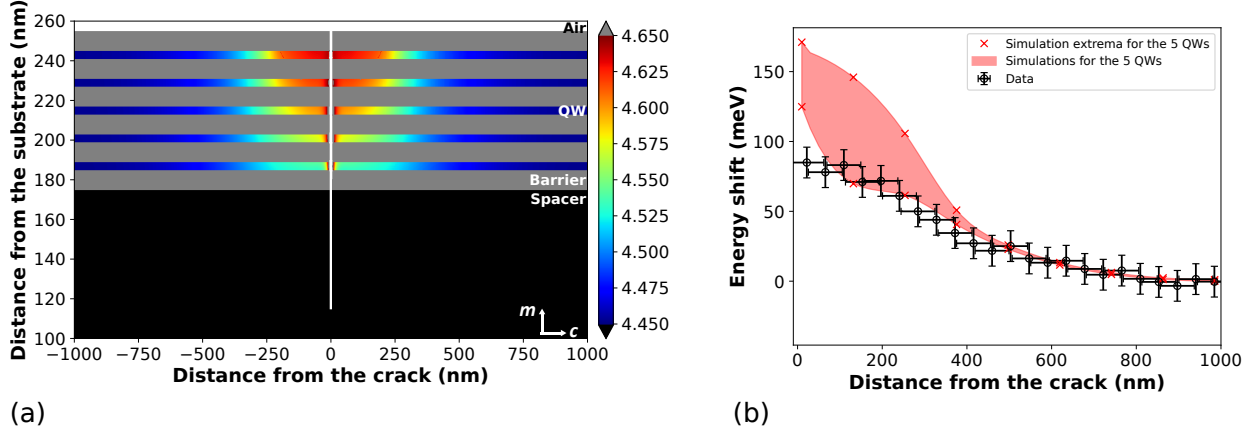 Distance from the substrate (nm)
260
240
220
200
180
160
140
120
100
Air
QW
Barrier
Spacer
m
c
−1000 −750 −500 −250 0 250 500 750 1000
Distance from the crack (nm)
4.650
4.625
4.600
4.575
4.550
4.525
4.500
4.475
4.450
(a)
Energy shift (meV)
150
100
50
0
× Simulation extrema for the 5 QWs
Simulations for the 5 QWs
Data
0 200 400 600 800 1000
Distance from the crack (nm)
(b)